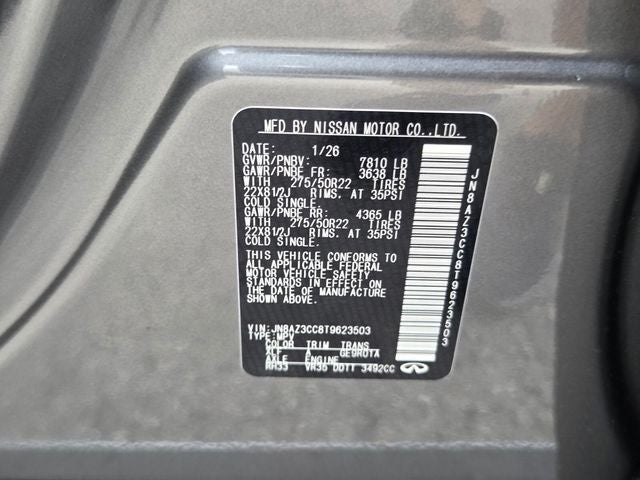 MFD BY NISSAN MOTOR CO.,LTD.
DATE: 1/26
GVWR/PNBV: 7810 LB
GAWR/PNBE FR: 3638 LB
WITH 275/50R22 TIRES
22X81/2J RIMS, AT 35PSI
COLD SINGLE.
GAWR/PNBE RR: 4365 LB
WITH 275/50R22 TIRES
22X81/2J RIMS, AT 35PSI
COLD SINGLE.
THIS VEHICLE CONFORMS TO
ALL APPLICABLE FEDERAL
MOTOR VEHICLE SAFETY
STANDARDS IN EFFECT ON
THE DATE OF MANUFACTURE
SHOWN ABOVE.
VIN:JN8AZ3CC8T9623503
TYPE:MPV
COLOR TRIM TRANS
XLF A GE9R01A
AXLE ENGINE
RH33 VR35 DDTT 3492CC
JN8AZ3CC8T9623503